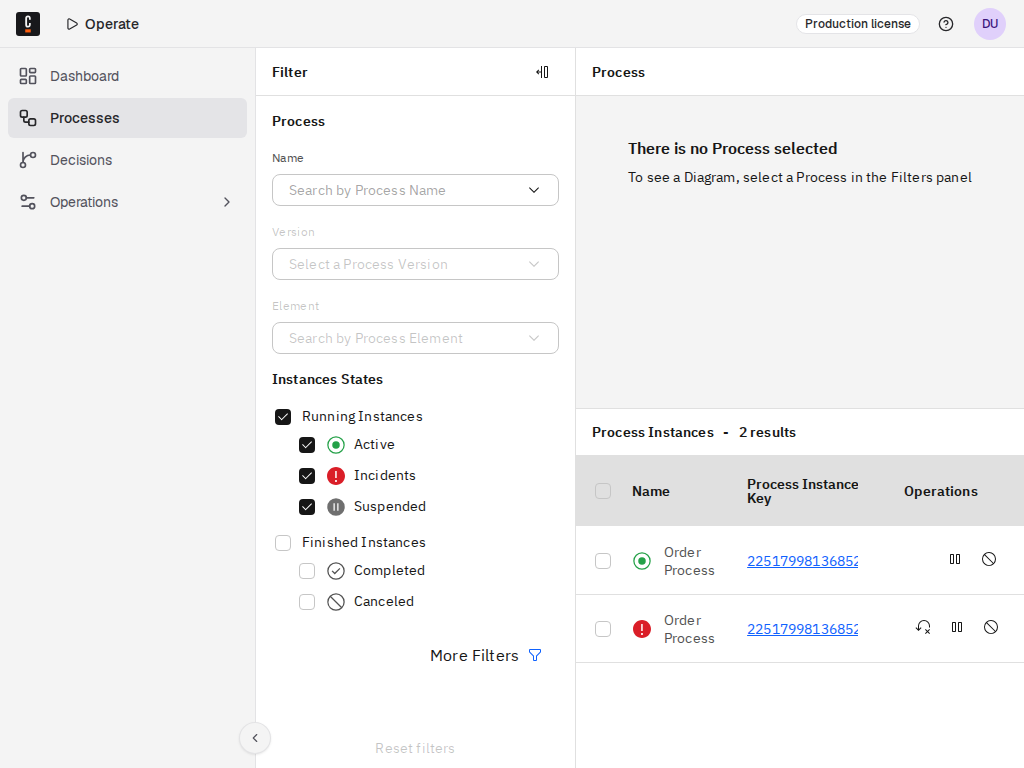 Operate
Production license
DU
Dashboard
Processes
Decisions
Operations
Filter
Process
Name
Search by Process Name
Version
Select a Process Version
Element
Search by Process Element
Instances States
Running Instances
Active
Incidents
Suspended
Finished Instances
Completed
Canceled
More Filters
Reset filters
Process
There is no Process selected
To see a Diagram, select a Process in the Filters panel
Process Instances - 2 results
Name
Process Instance
Key
Operations
Order
Process
22517998136852
Order
Process
22517998136852